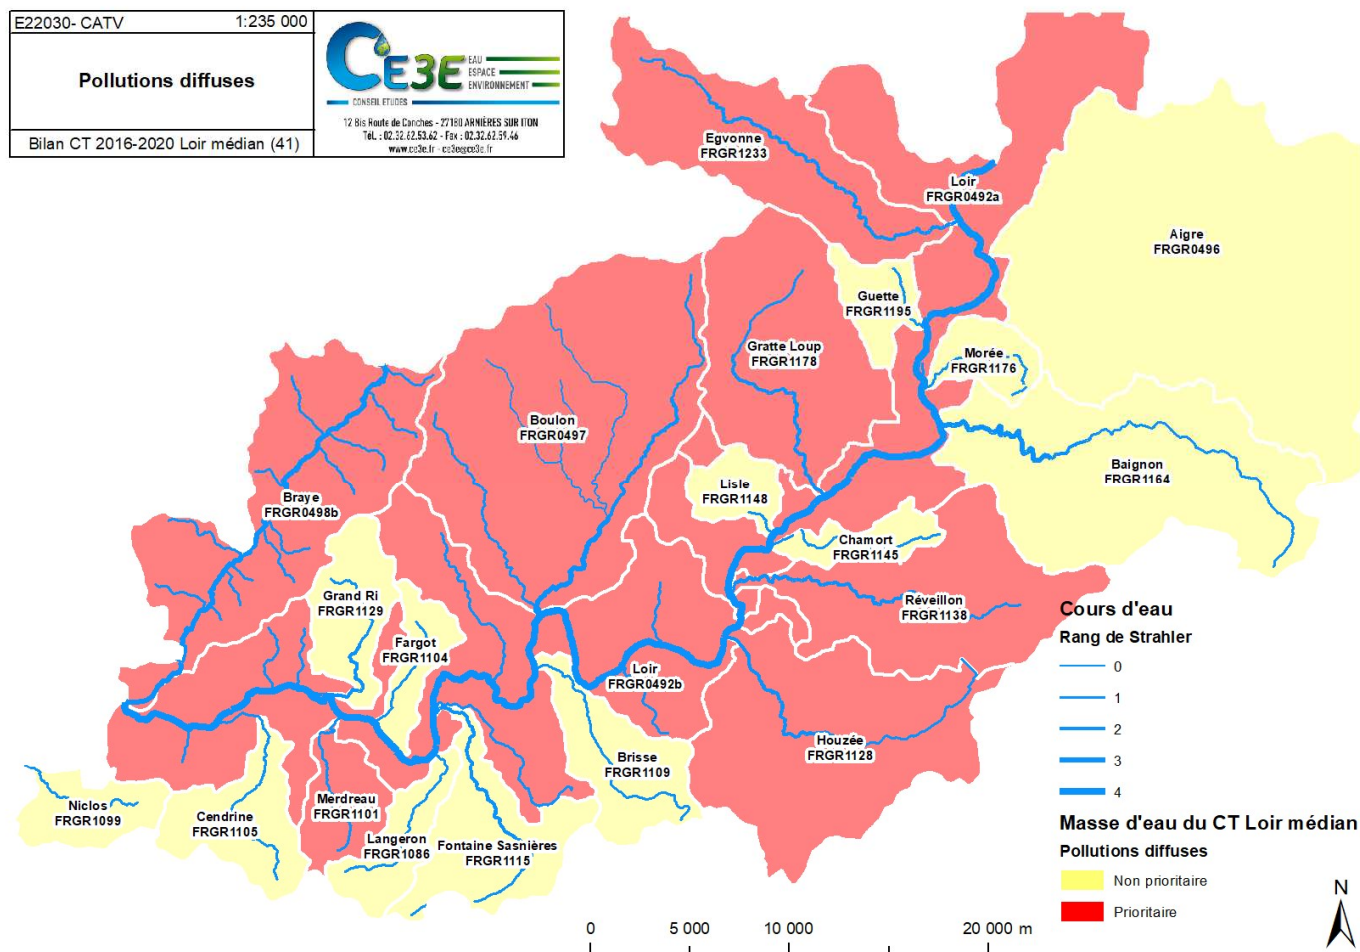 E22030- CATV 1:235 000
Pollutions diffuses
Bilan CT 2016-2020 Loir médian (41)
CE3E
EAU
ESPACE
ENVIRONNEMENT
CONSEIL ETUDES
12 Bis Route de Conches - 27180 ARNIÈRES SUR ITON
Tél. : 02.32.62.53.62 - Fax : 02.32.62.59.46
www.ce3e.fr - ce3e@ce3e.fr
Egvonne
FRGR1233
Loir
FRGR0492a
Aigre
FRGR0496
Guette
FRGR1195
Gratte Loup
FRGR1178
Morée
FRGR1176
Boulon
FRGR0497
Baignon
FRGR1164
Lisle
FRGR1148
Braye
FRGR0498b
Chamort
FRGR1145
Grand Ri
FRGR1129
Réveillon
FRGR1138
Fargot
FRGR1104
Loir
FRGR0492b
Houzée
FRGR1128
Brisse
FRGR1109
Niclos
FRGR1099
Cendrine
FRGR1105
Merdreau
FRGR1101
Langeron
FRGR1086
Fontaine Sasnières
FRGR1115
Cours d'eau
Rang de Strahler
0
1
2
3
4
Masse d'eau du CT Loir médian
Pollutions diffuses
Non prioritaire
Prioritaire
N
0 5 000 10 000 20 000 m